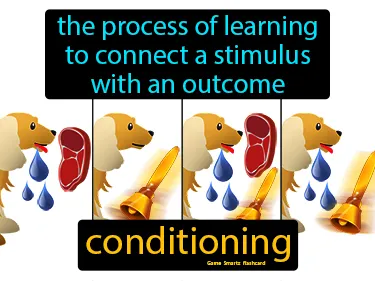 the process of learning
to connect a stimulus
with an outcome
conditioning
Game Smartz flashcard